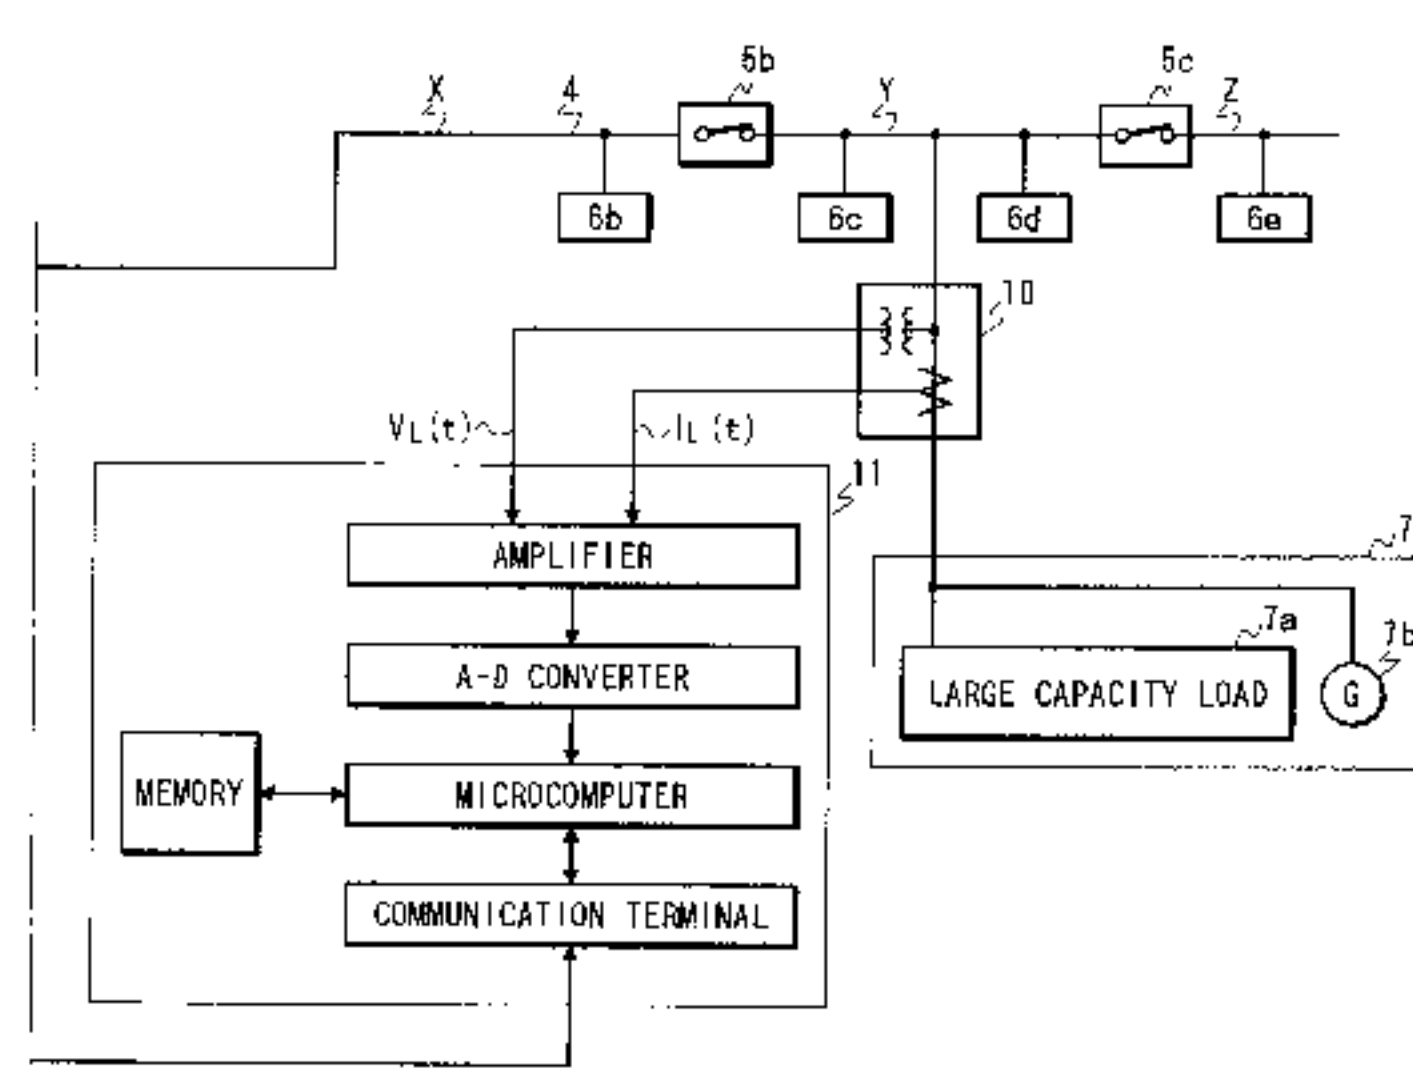 X 4 5b Y 5c Z
6b 6c 6d 6e
10
VL(t) IL(t)
11
AMPLIFIER
7
7a
A-D CONVERTER
LARGE CAPACITY LOAD G 7b
MEMORY MICROCOMPUTER
COMMUNICATION TERMINAL